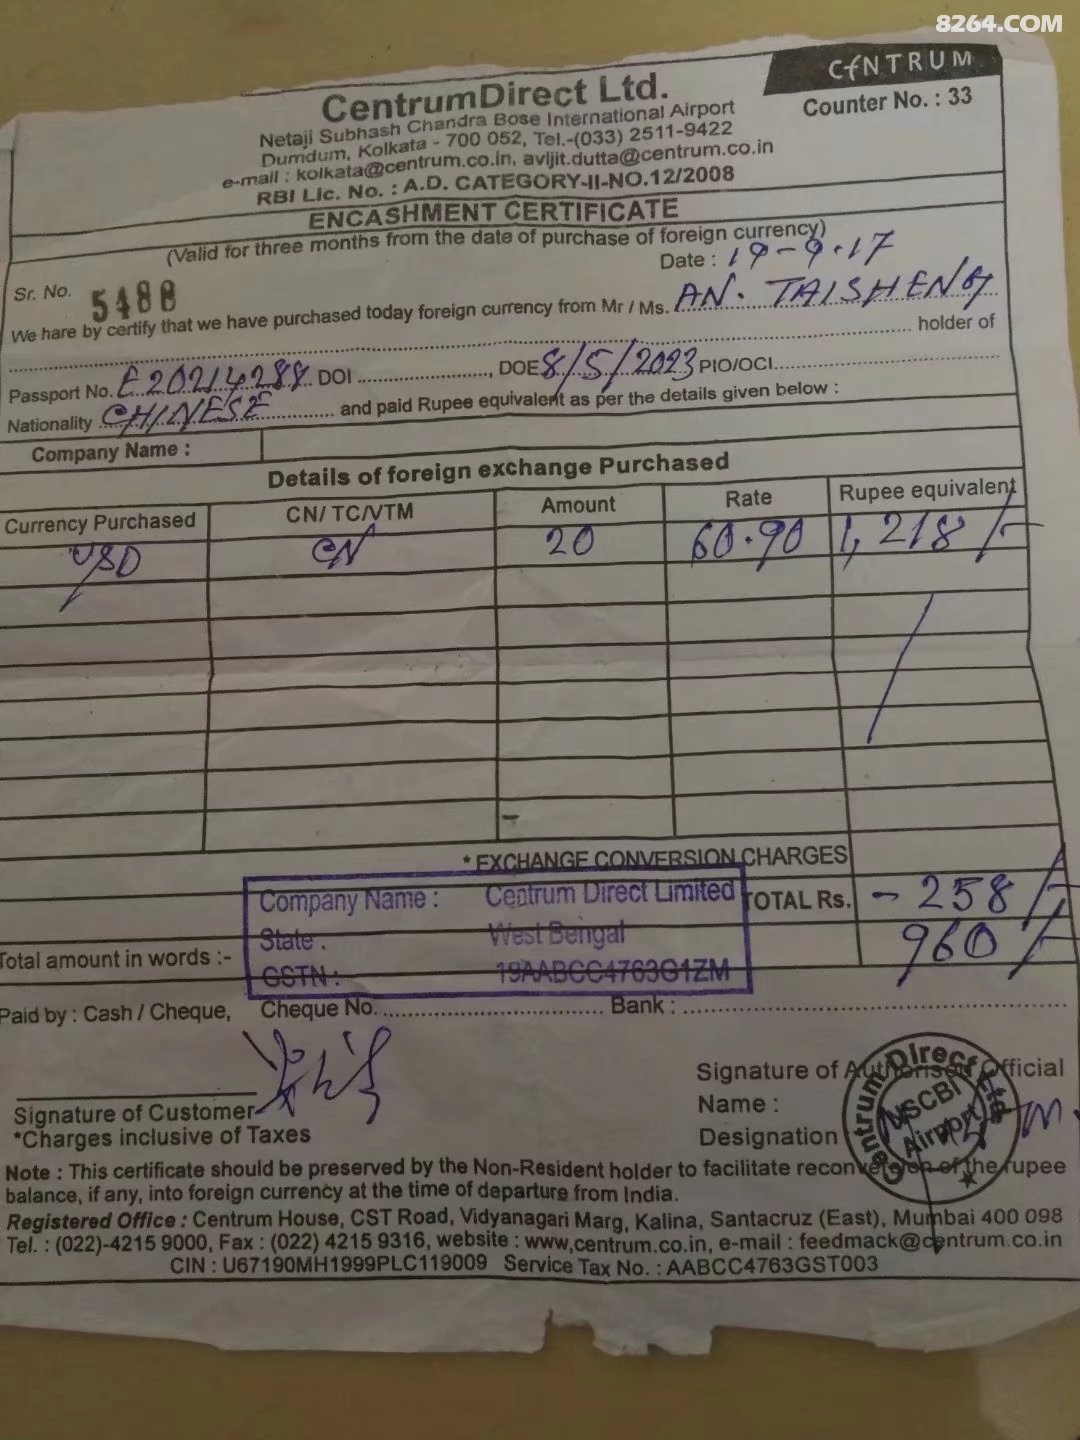 8264.COM
CENTRUM
CentrumDirect Ltd.
Counter No. : 33
Netaji Subhash Chandra Bose International Airport
Dumdum, Kolkata - 700 052, Tel.-(033) 2511-9422
e-mail : kolkata@centrum.co.in, avijit.dutta@centrum.co.in
RBI Lic. No. : A.D. CATEGORY-II-NO.12/2008
ENCASHMENT CERTIFICATE
(Valid for three months from the date of purchase of foreign currency)
Date : 19-9-17
Sr. No. 5488
We hare by certify that we have purchased today foreign currency from Mr / Ms. AN. TAISHENG
holder of
Passport No. E20214288 DOI ...................., DOE 8/5/2023 PIO/OCI....................
Nationality CHINESE and paid Rupee equivalent as per the details given below :
Company Name :
Details of foreign exchange Purchased
Currency Purchased CN/ TC/VTM Amount Rate Rupee equivalent
USD CN 20 60.90 1,218/-
* EXCHANGE CONVERSION CHARGES
TOTAL Rs. - 258/-
960/-
Company Name : Centrum Direct Limited
State : West Bengal
GSTN : 19AABCC4763G1ZM
Total amount in words :-
Paid by : Cash / Cheque, Cheque No. .................... Bank : ....................
Signature of Authorised Official
Name :
Designation
Centrum Direct Ltd.
NSCBI
Airport
Signature of Customer
*Charges inclusive of Taxes
Note : This certificate should be preserved by the Non-Resident holder to facilitate reconversion of the rupee
balance, if any, into foreign currency at the time of departure from India.
Registered Office : Centrum House, CST Road, Vidyanagari Marg, Kalina, Santacruz (East), Mumbai 400 098
Tel. : (022)-4215 9000, Fax : (022) 4215 9316, website : www,centrum.co.in, e-mail : feedmack@centrum.co.in
CIN : U67190MH1999PLC119009 Service Tax No. : AABCC4763GST003